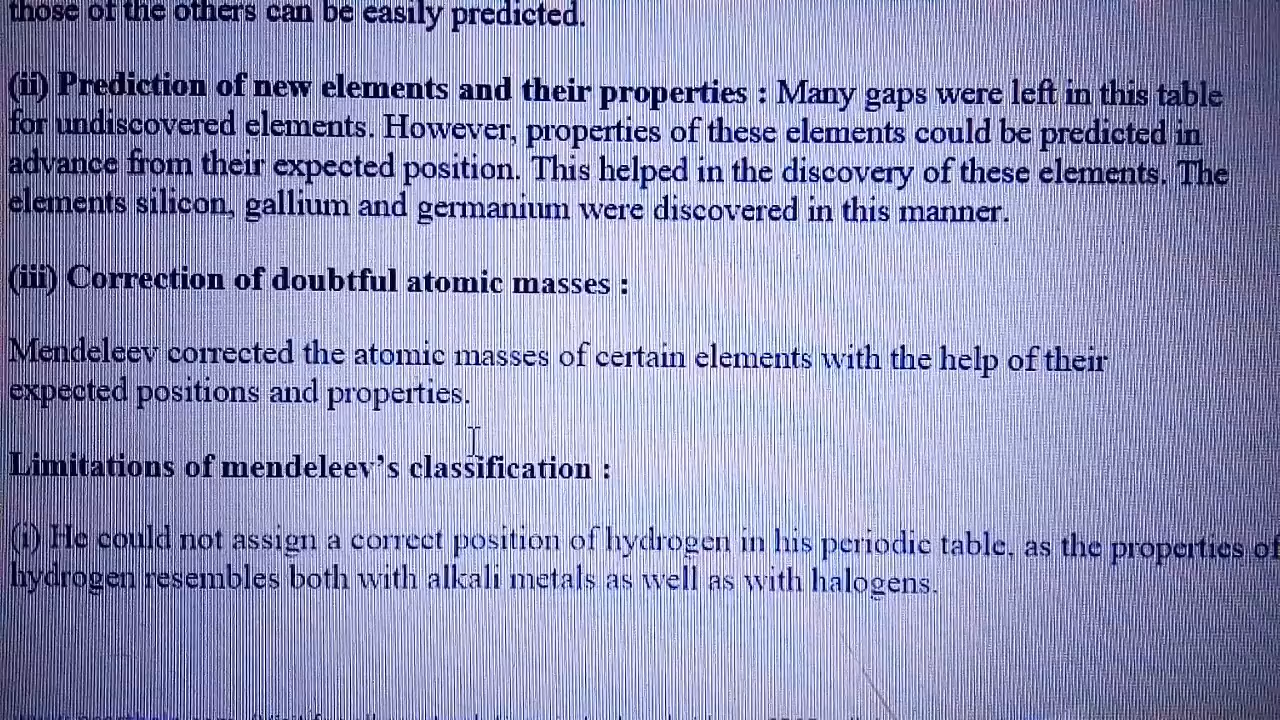 those of the others can be easily predicted.
(ii) Prediction of new elements and their properties : Many gaps were left in this table
for undiscovered elements. However, properties of these elements could be predicted in
advance from their expected position. This helped in the discovery of these elements. The
elements silicon, gallium and germanium were discovered in this manner.
(iii) Correction of doubtful atomic masses :
Mendeleev corrected the atomic masses of certain elements with the help of their
expected positions and properties.
Limitations of mendeleev's classification :
(i) He could not assign a correct position of hydrogen in his periodic table, as the properties of
hydrogen resembles both with alkali metals as well as with halogens.